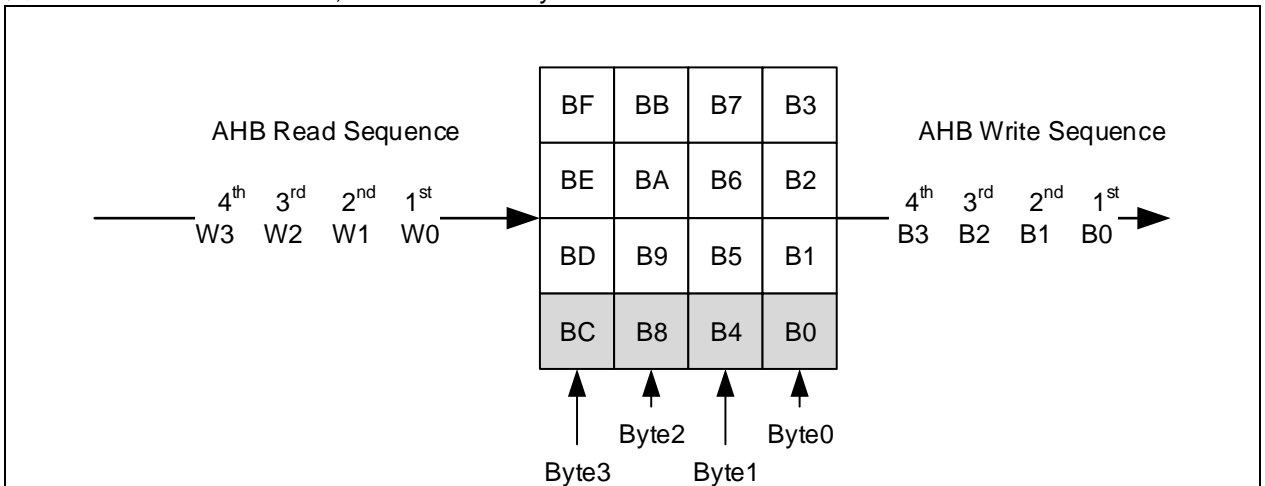 BF BB B7 B3
AHB Read Sequence
AHB Write Sequence
BE BA B6 B2
4th 3rd 2nd 1st
4th 3rd 2nd 1st
W3 W2 W1 W0
B3 B2 B1 B0
BD B9 B5 B1
BC B8 B4 B0
Byte2 Byte0
Byte3 Byte1